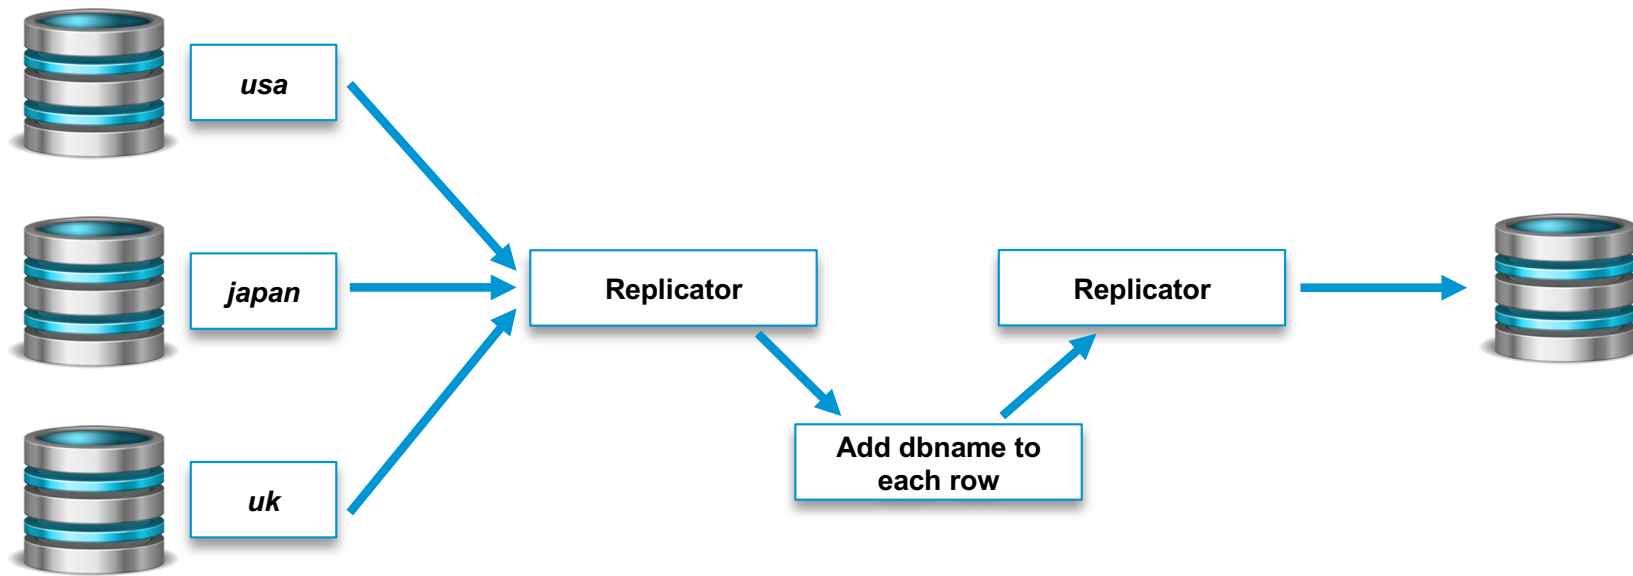 usa
japan
uk
Replicator
Add dbname to
each row
Replicator